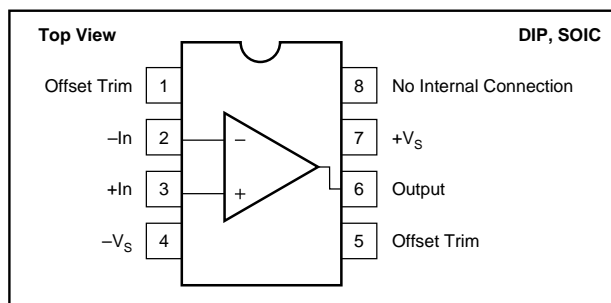 Top View DIP, SOIC
Offset Trim 1 8 No Internal Connection
–In 2 – 7 +VS
+In 3 + 6 Output
–VS 4 5 Offset Trim